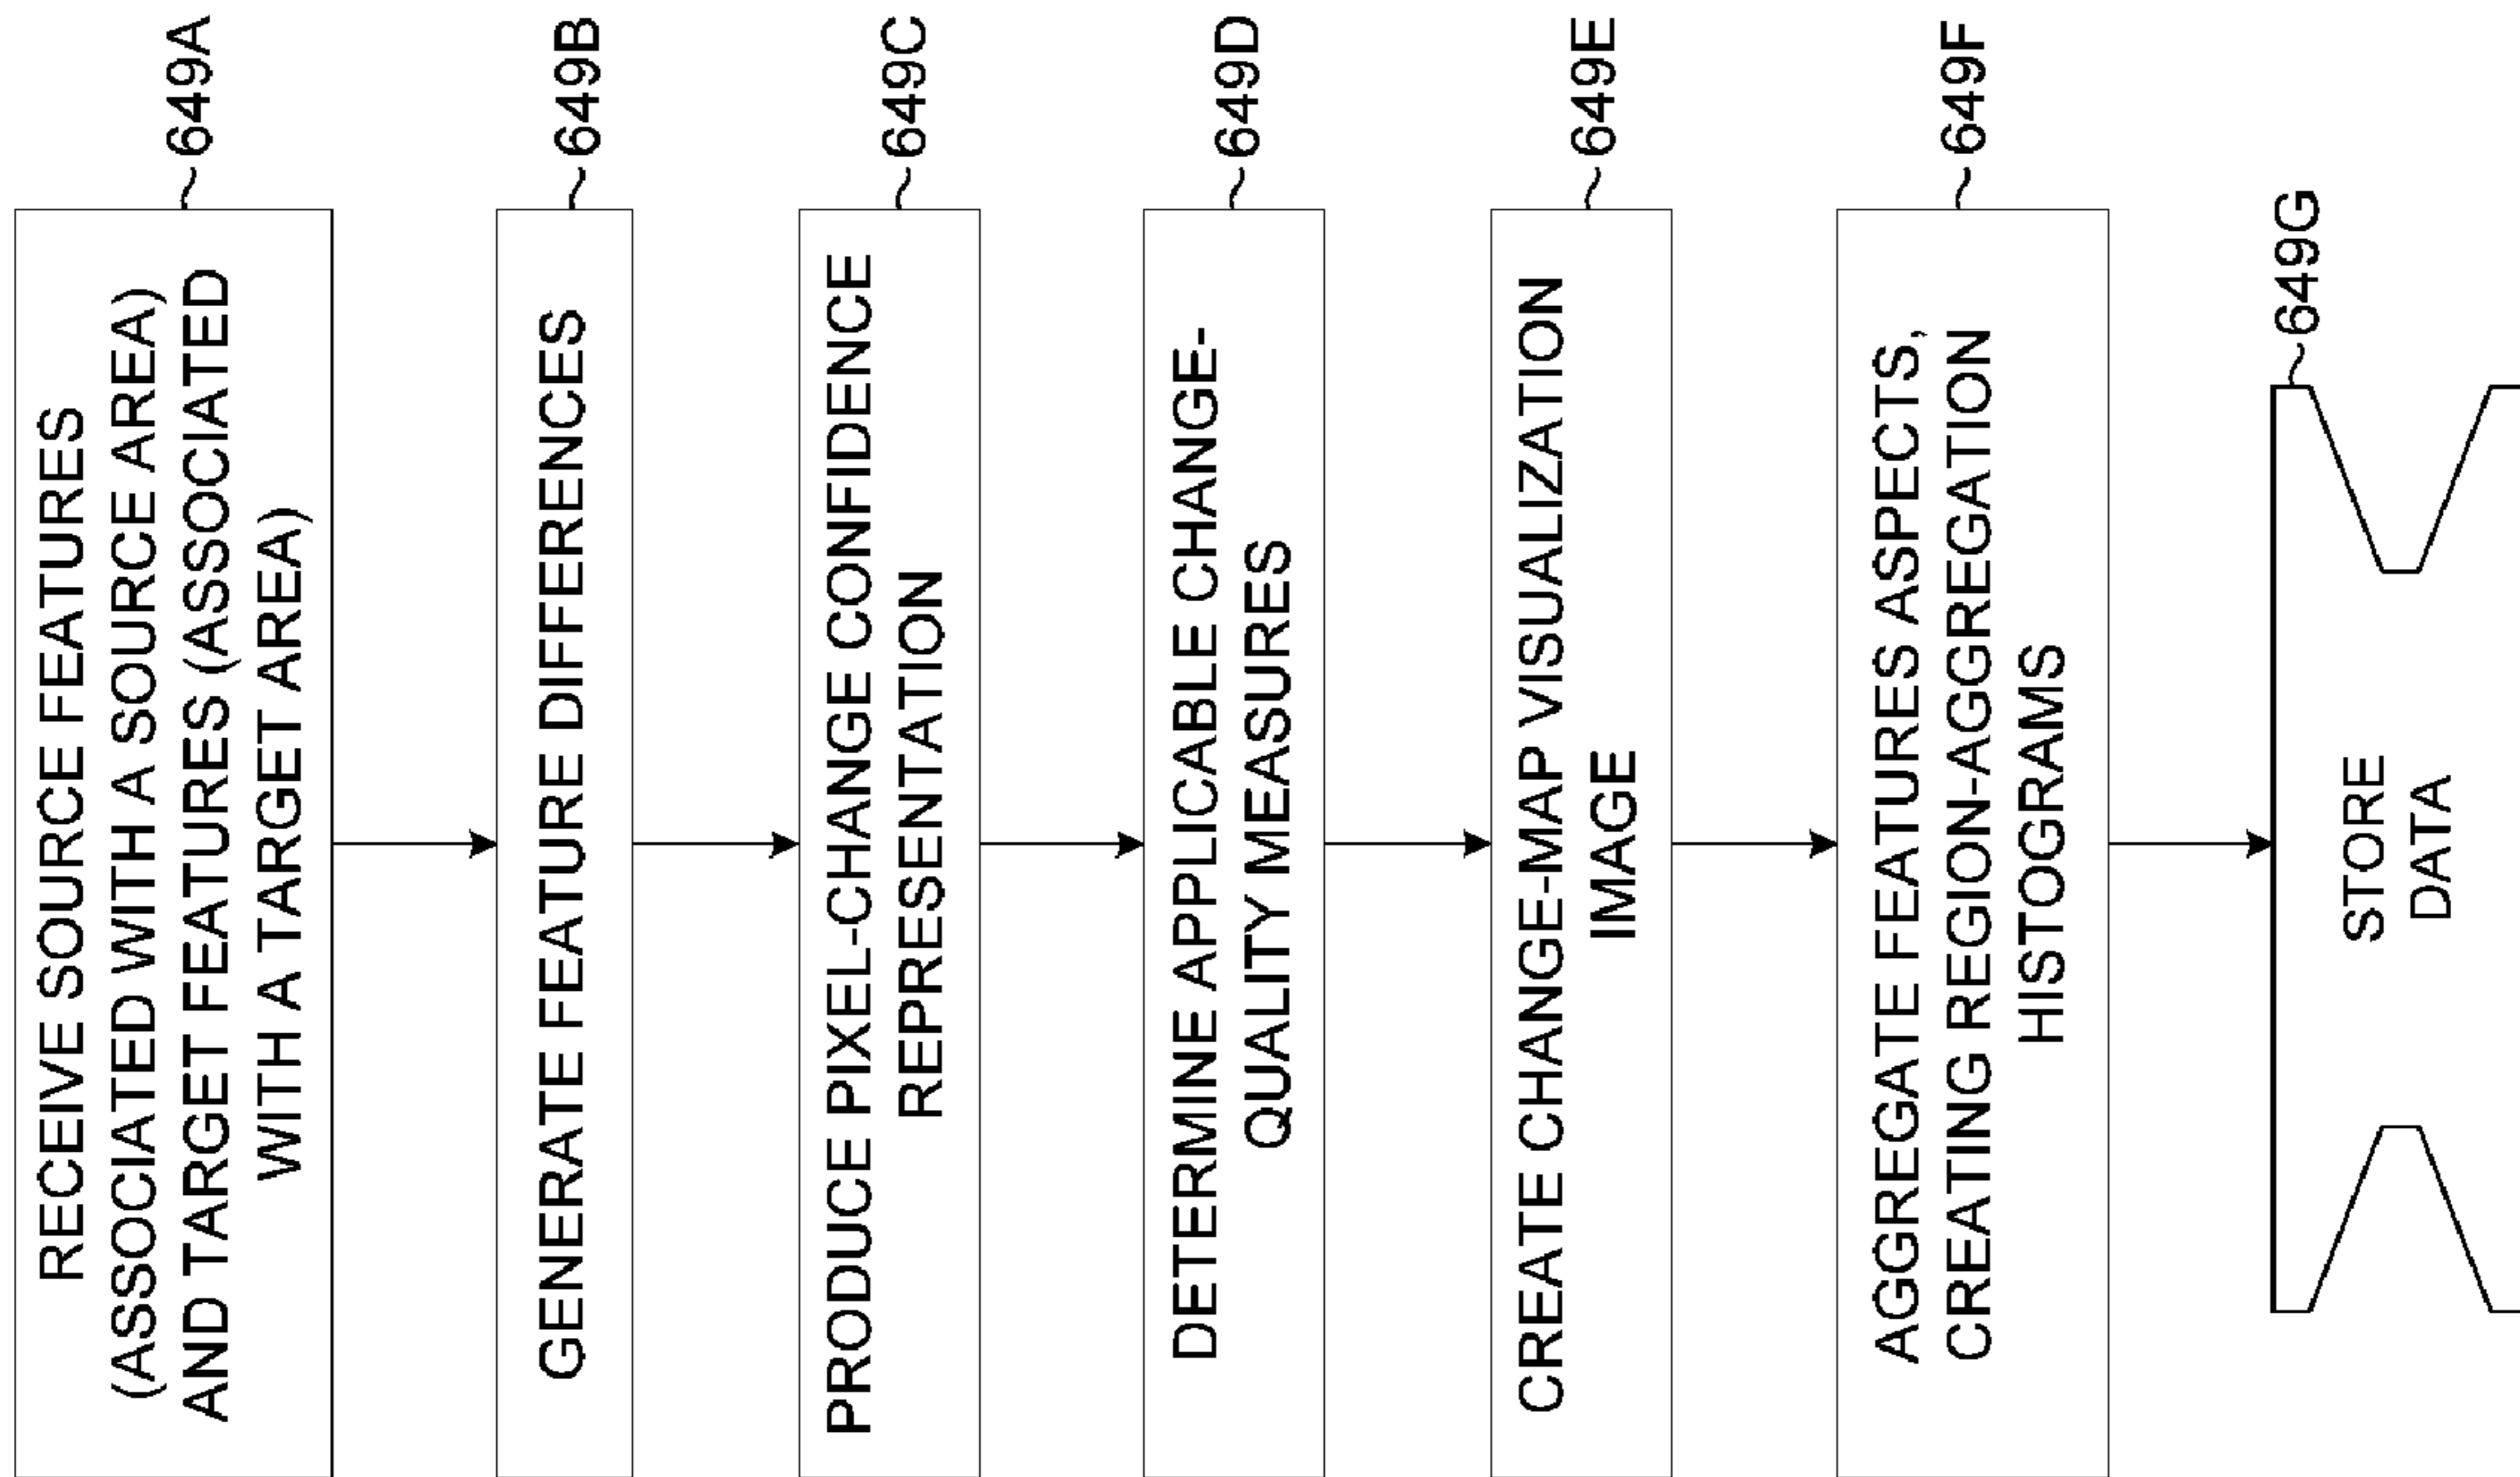 RECEIVE SOURCE FEATURES
(ASSOCIATED WITH A SOURCE AREA)
AND TARGET FEATURES (ASSOCIATED
WITH A TARGET AREA)
649A
GENERATE FEATURE DIFFERENCES
649B
PRODUCE PIXEL-CHANGE CONFIDENCE
REPRESENTATION
649C
DETERMINE APPLICABLE CHANGE-
QUALITY MEASURES
649D
CREATE CHANGE-MAP VISUALIZATION
IMAGE
649E
AGGREGATE FEATURES ASPECTS,
CREATING REGION-AGGREGATION
HISTOGRAMS
649F
STORE
DATA
649G